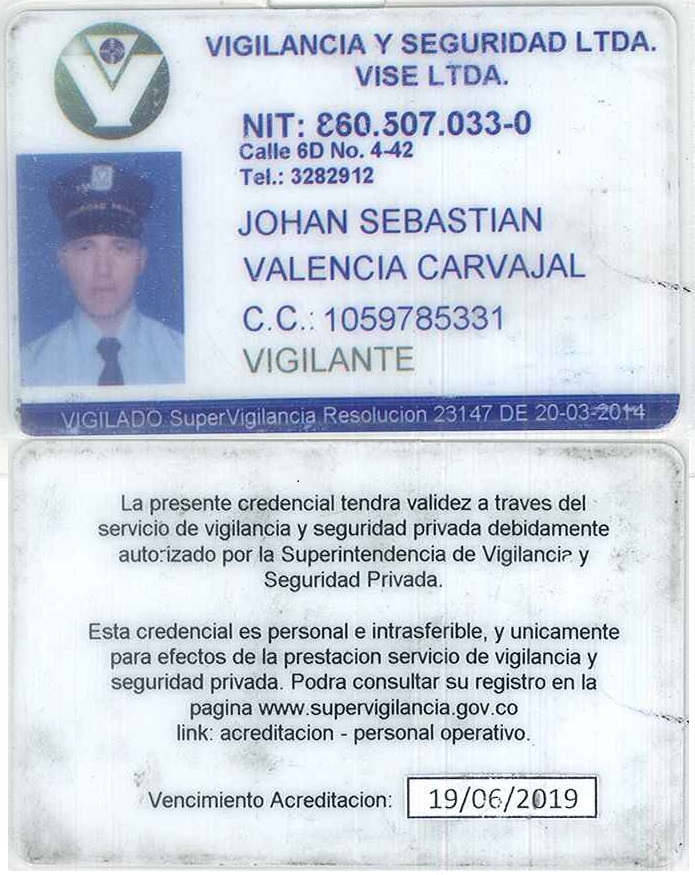 VIGILANCIA Y SEGURIDAD LTDA.
VISE LTDA.
NIT: 860.507.033-0
Calle 6D No. 4-42
Tel.: 3282912
JOHAN SEBASTIAN
VALENCIA CARVAJAL
C.C.: 1059785331
VIGILANTE
VIGILADO SuperVigilancia Resolucion 23147 DE 20-03-2014
La presente credencial tendra validez a traves del
servicio de vigilancia y seguridad privada debidamente
autorizado por la Superintendencia de Vigilancia y
Seguridad Privada.
Esta credencial es personal e intrasferible, y unicamente
para efectos de la prestacion servicio de vigilancia y
seguridad privada. Podra consultar su registro en la
pagina www.supervigilancia.gov.co
link: acreditacion - personal operativo.
Vencimiento Acreditacion: 19/06/2019